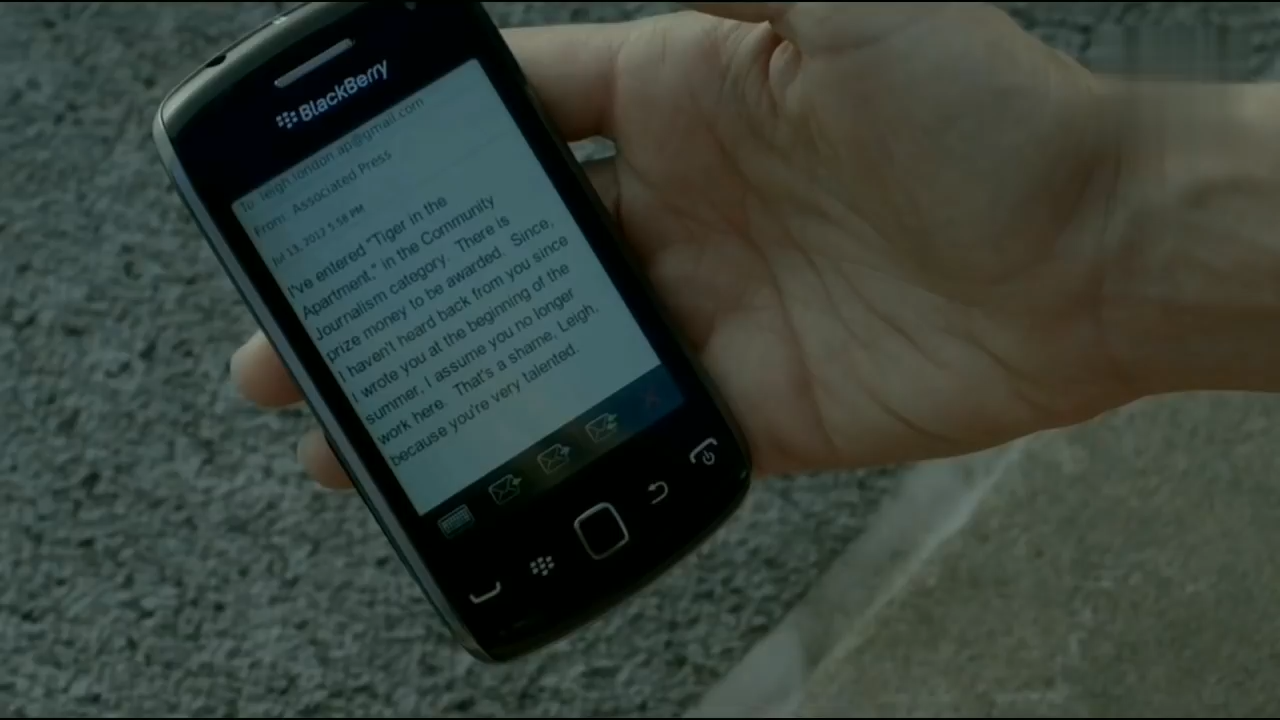 BlackBerry
To: leigh.london.ap@gmail.com
From: Associated Press
Jul 13, 2012 5:58 PM
I've entered "Tiger in the
Apartment," in the Community
Journalism category. There is
prize money to be awarded. Since,
I haven't heard back from you since
I wrote you at the beginning of the
summer, I assume you no longer
work here. That's a shame, Leigh,
because you're very talented.